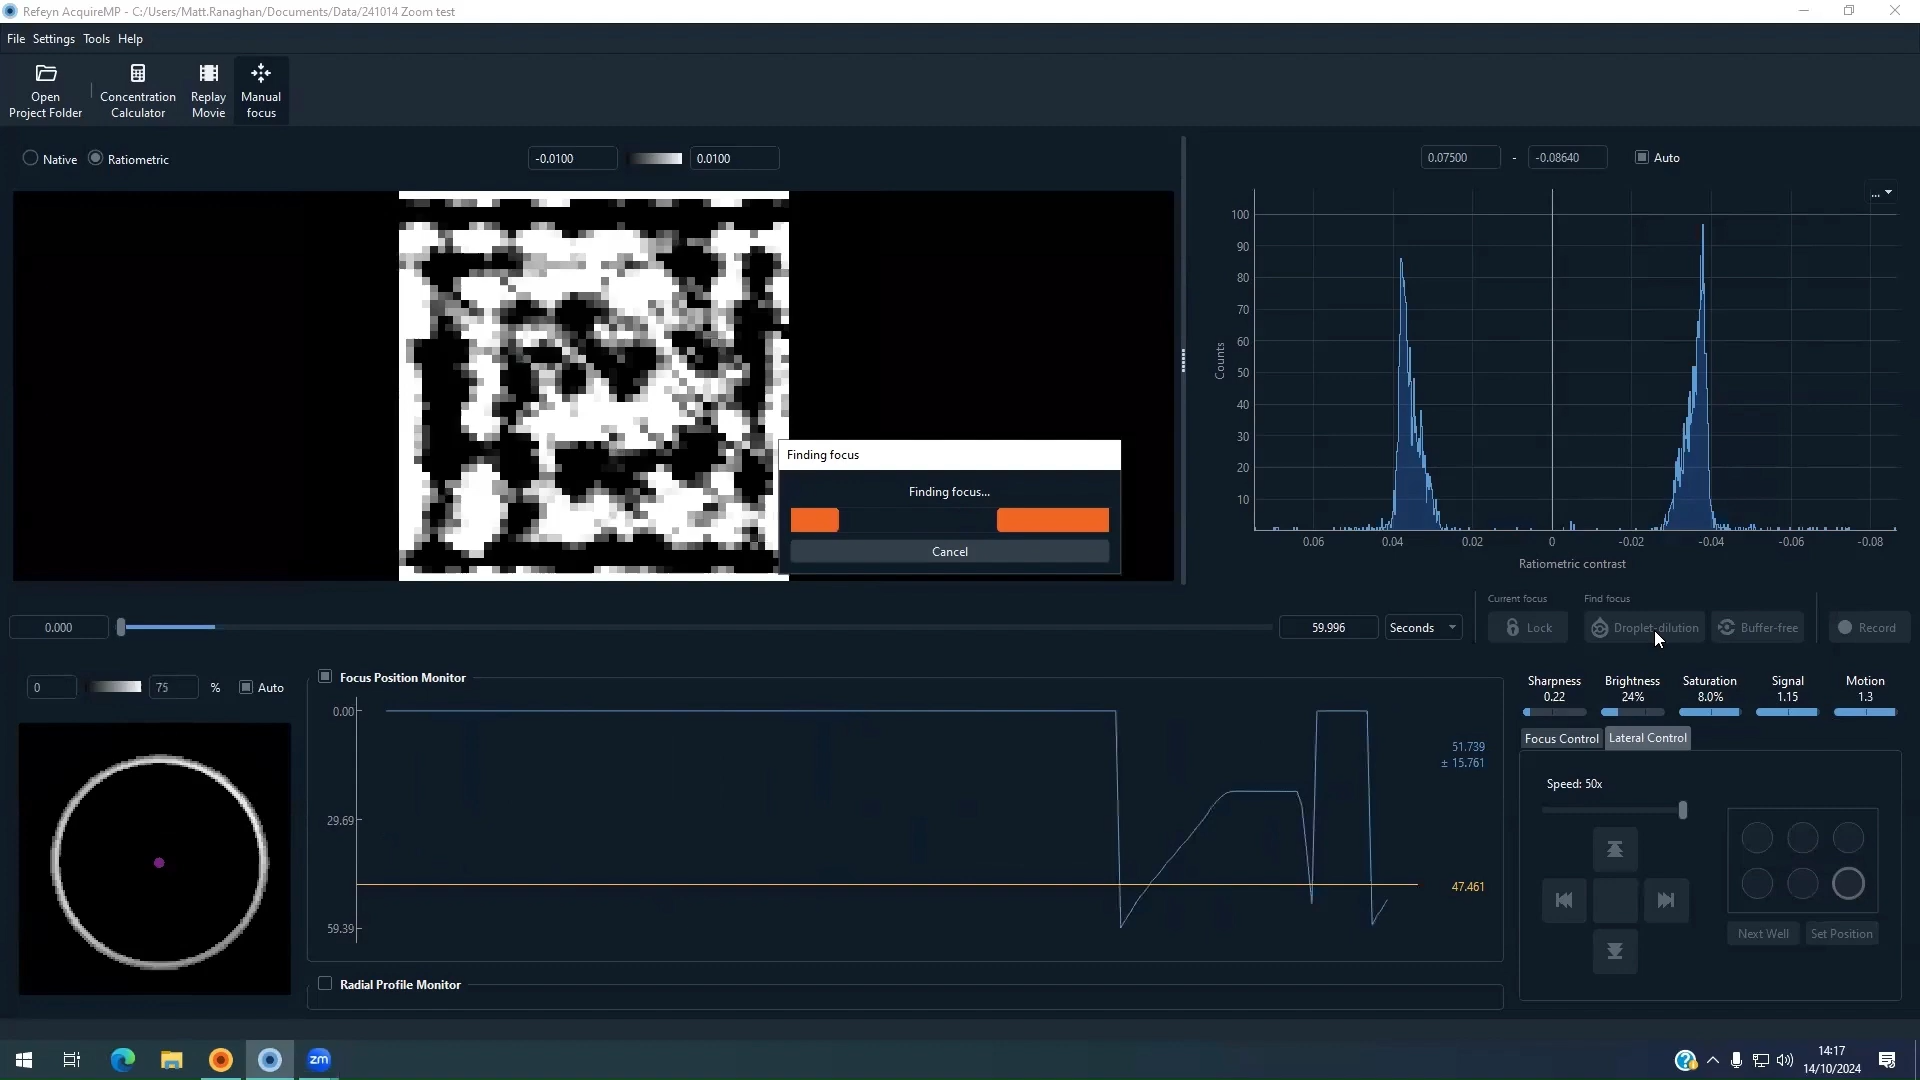 Refeyn AcquireMP - C:/Users/Matt.Ranaghan/Documents/Data/241014 Zoom test
File Settings Tools Help
Open Project Folder
Concentration Calculator
Replay Movie
Manual focus
Native Ratiometric
-0.0100 0.0100
0.07500 - -0.08640 Auto
...
100
90
80
70
60
50
40
30
20
10
Counts
0.06 0.04 0.02 0 -0.02 -0.04 -0.06 -0.08
Ratiometric contrast
Finding focus
Finding focus...
Cancel
Current focus Find focus
0.000 59.996 Seconds Lock Droplet-dilution Buffer-free Record
0 75 % Auto
Focus Position Monitor
0.00
29.69
59.39
51.739
± 15.761
47.461
Radial Profile Monitor
Sharpness Brightness Saturation Signal Motion
0.22 24% 8.0% 1.15 1.3
Focus Control Lateral Control
Speed: 50x
Next Well Set Position
zm
14:17
14/10/2024